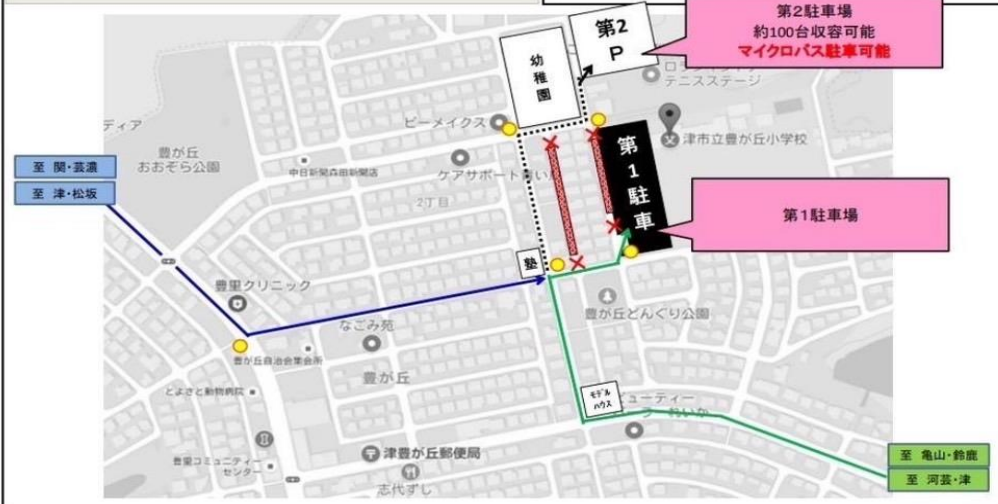 第2駐車場
約100台収容可能
マイクロバス駐車可能
第2
P
幼稚園
テニスステージ
ディア
ビーメイクス
津市立豊が丘小学校
豊が丘
おおぞら公園
至 関・芸濃
至 津・松坂
中日新聞森田新聞店
ケアサポート
2丁目
第1駐車
第1駐車場
塾
豊里クリニック
豊が丘どんぐり公園
なごみ苑
豊が丘自治会集会所
豊が丘
とよさと動物病院
モデル
ハウス
ビューティー
津豊が丘郵便局
豊里コミュニティー
センター
志代ずし
至 亀山・鈴鹿
至 河芸・津